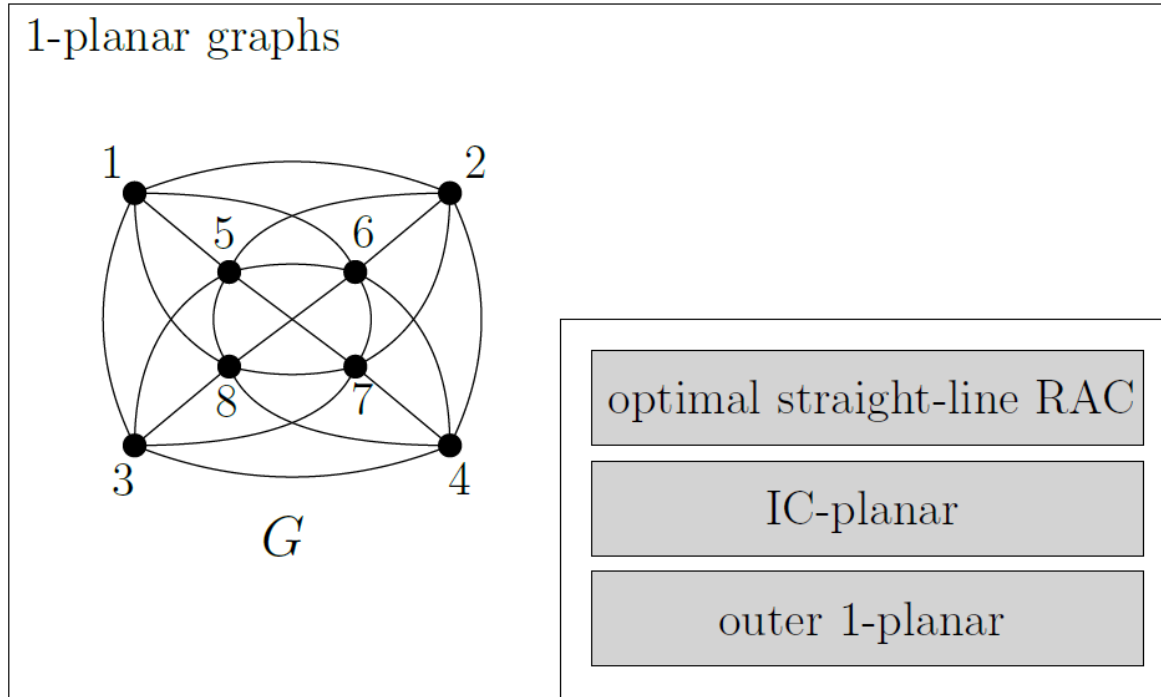 1-planar graphs
1
2
5
6
8
7
3
4
G
optimal straight-line RAC
IC-planar
outer 1-planar